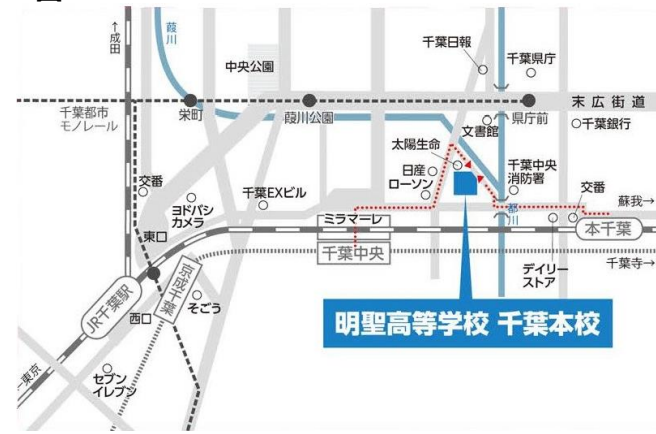 ↑成田
葭川
中央公園
千葉日報
千葉県庁
千葉都市
モノレール
栄町
葭川公園
文書館
県庁前
末広街道
千葉銀行
太陽生命
日産
ローソン
千葉中央
消防署
交番
ヨドバシ
カメラ
千葉EXビル
交番
蘇我→
都川
東口
ミラマーレ
本千葉
千葉中央
千葉寺→
デイリー
ストア
京成千葉
JR千葉駅
西口
そごう
明聖高等学校 千葉本校
セブン
イレブン
←東京